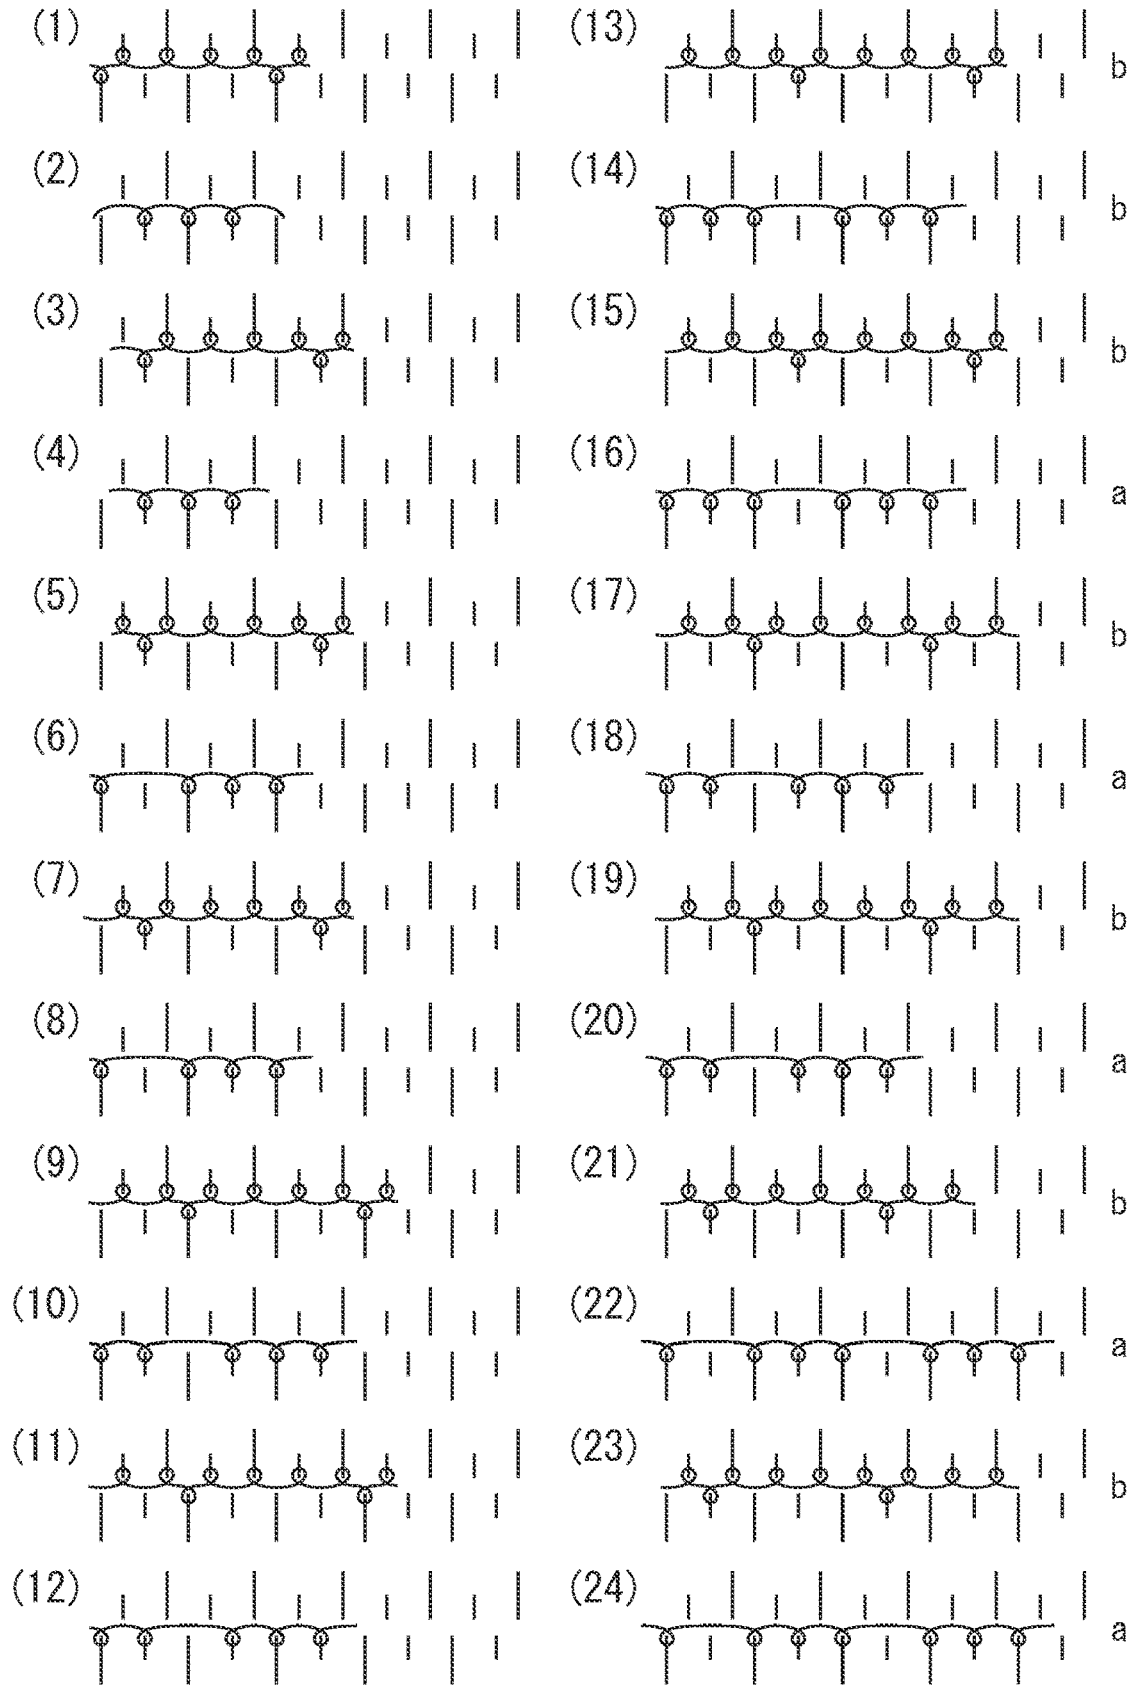 (1) (13) b
(2) (14) b
(3) (15) b
(4) (16) a
(5) (17) b
(6) (18) a
(7) (19) b
(8) (20) a
(9) (21) b
(10) (22) a
(11) (23) b
(12) (24) a